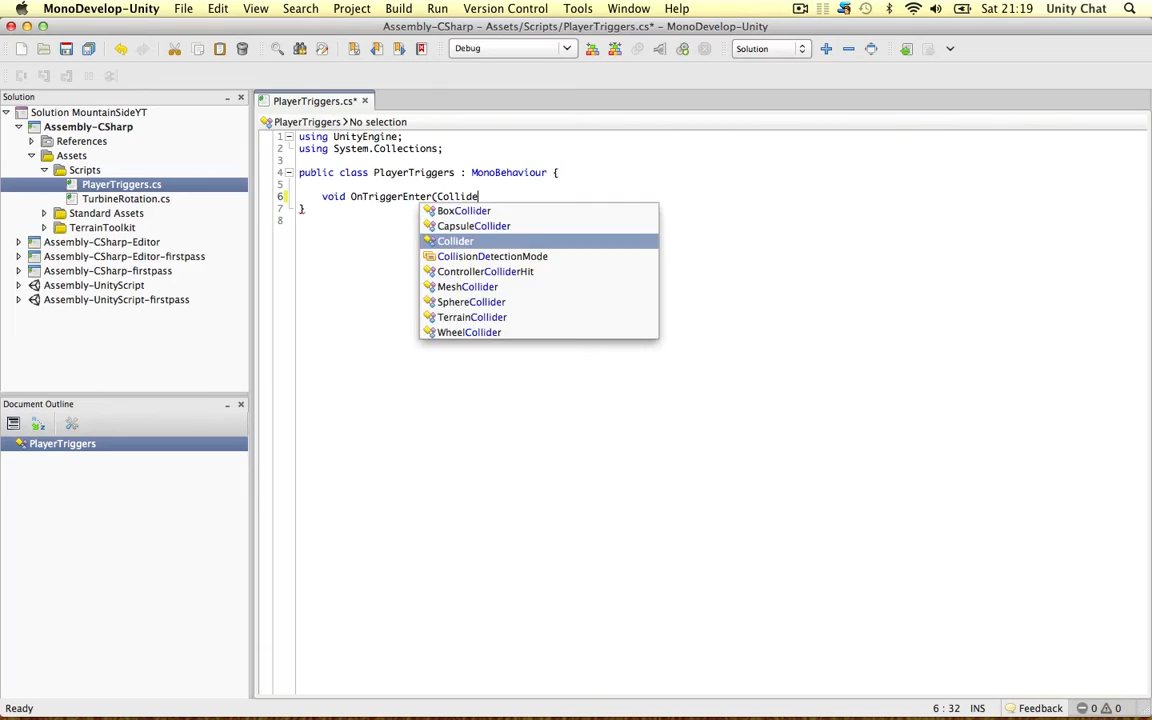 MonoDevelop-Unity File Edit View Search Project Build Run Version Control Tools Window Help Sat 21:19 Unity Chat
Assembly-CSharp – Assets/Scripts/PlayerTriggers.cs* – MonoDevelop-Unity
Debug Solution
Solution
Solution MountainSideYT
Assembly-CSharp
References
Assets
Scripts
PlayerTriggers.cs
TurbineRotation.cs
Standard Assets
TerrainToolkit
Assembly-CSharp-Editor
Assembly-CSharp-Editor-firstpass
Assembly-CSharp-firstpass
Assembly-UnityScript
Assembly-UnityScript-firstpass
Document Outline
PlayerTriggers
PlayerTriggers.cs*
PlayerTriggers No selection
1 using UnityEngine;
2 using System.Collections;
3
4 public class PlayerTriggers : MonoBehaviour {
5
6 void OnTriggerEnter(Collide
7 }
8
BoxCollider
CapsuleCollider
Collider
CollisionDetectionMode
ControllerColliderHit
MeshCollider
SphereCollider
TerrainCollider
WheelCollider
Ready 6 : 32 INS Feedback 0 0